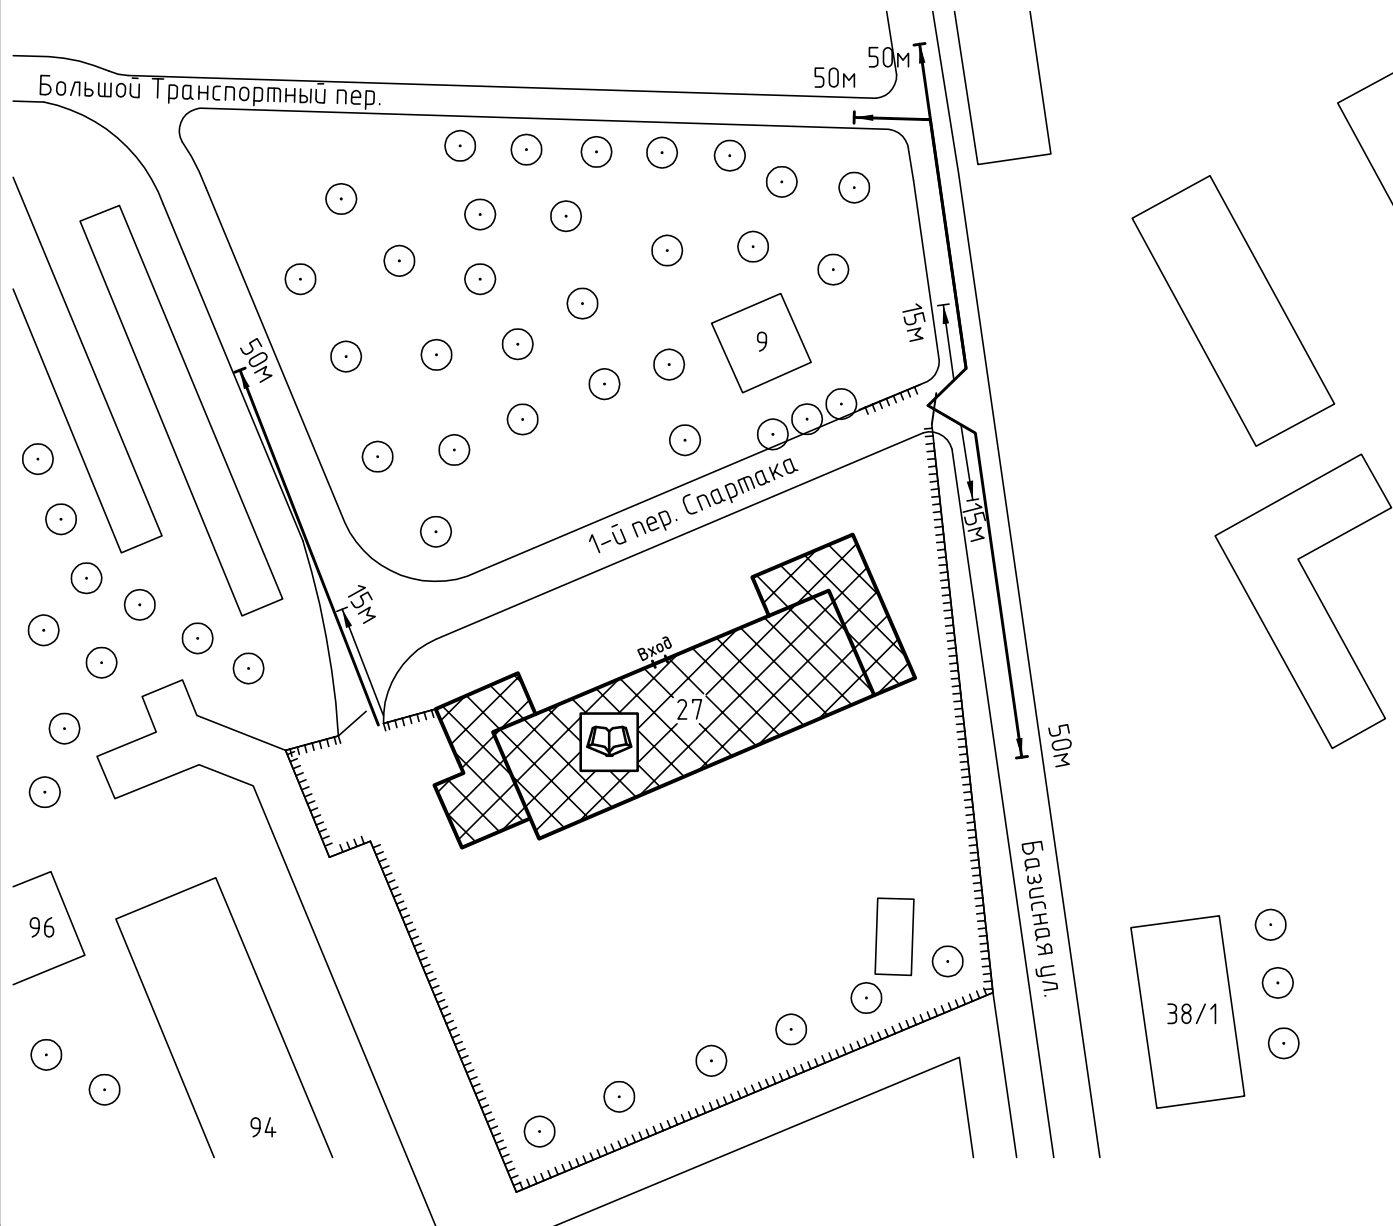 50м
50м
Большой Транспортный пер.
15м
9
50м
1-й пер. Спартака
15м
15м
Вход
27
50м
Базисная ул.
96
38/1
94